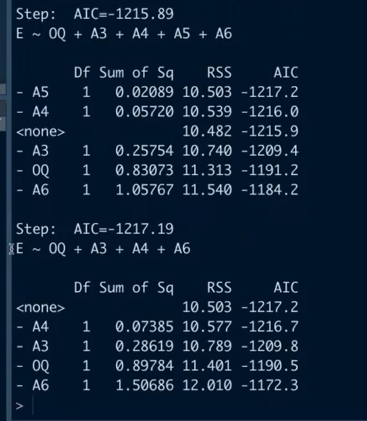 Step:  AIC=-1215.89
E ~ OQ + A3 + A4 + A5 + A6
Df Sum of Sq    RSS     AIC
- A5    1   0.02089 10.503 -1217.2
- A4    1   0.05720 10.539 -1216.0
<none>              10.482 -1215.9
- A3    1   0.25754 10.740 -1209.4
- OQ    1   0.83073 11.313 -1191.2
- A6    1   1.05767 11.540 -1184.2
Step:  AIC=-1217.19
E ~ OQ + A3 + A4 + A6
Df Sum of Sq    RSS     AIC
<none>              10.503 -1217.2
- A4    1   0.07385 10.577 -1216.7
- A3    1   0.28619 10.789 -1209.8
- OQ    1   0.89784 11.401 -1190.5
- A6    1   1.50686 12.010 -1172.3
>